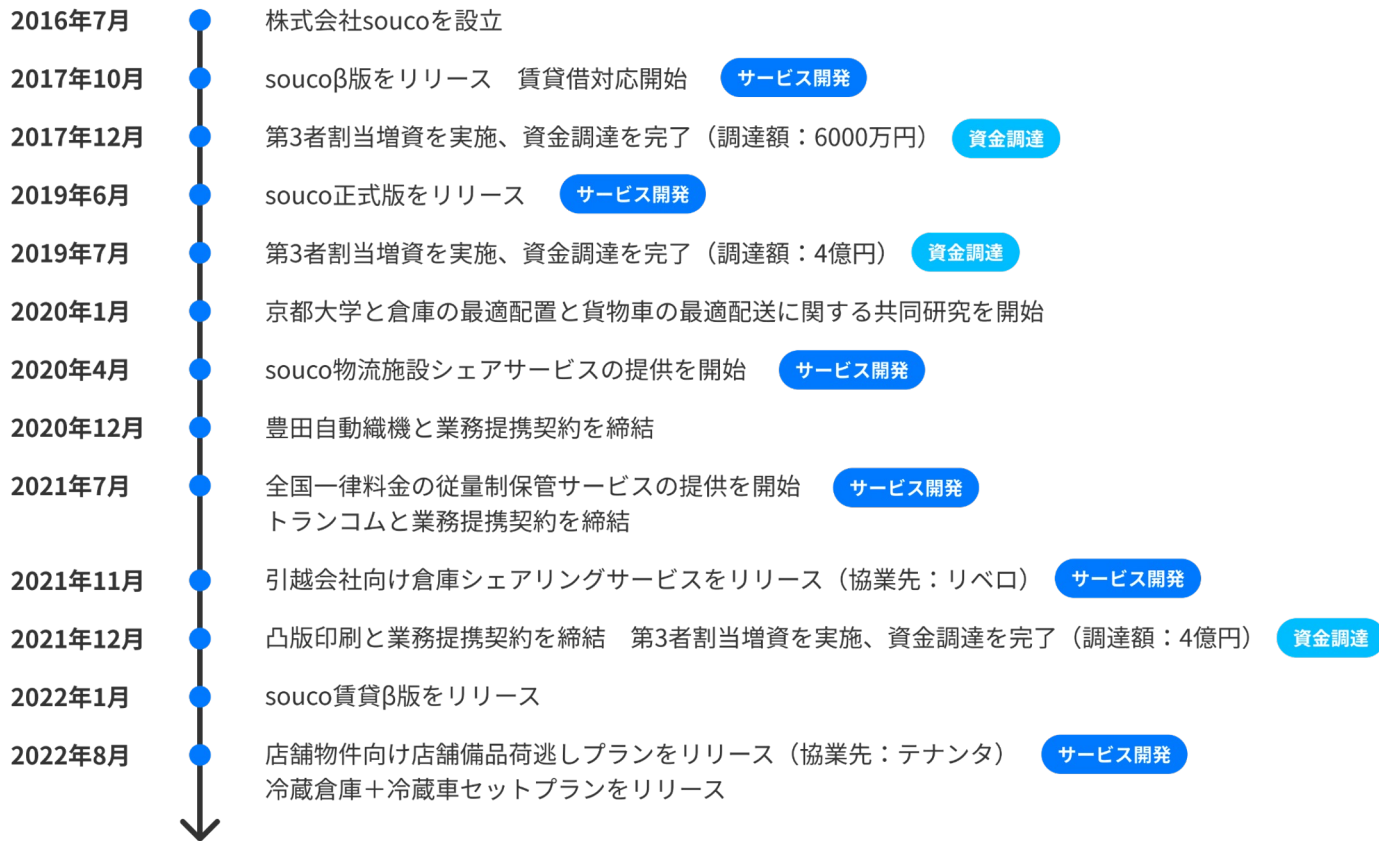 2016年7月 株式会社soucoを設立
2017年10月 soucoβ版をリリース　賃貸借対応開始 サービス開発
2017年12月 第3者割当増資を実施、資金調達を完了（調達額：6000万円） 資金調達
2019年6月 souco正式版をリリース サービス開発
2019年7月 第3者割当増資を実施、資金調達を完了（調達額：4億円） 資金調達
2020年1月 京都大学と倉庫の最適配置と貨物車の最適配送に関する共同研究を開始
2020年4月 souco物流施設シェアサービスの提供を開始 サービス開発
2020年12月 豊田自動織機と業務提携契約を締結
2021年7月 全国一律料金の従量制保管サービスの提供を開始 サービス開発
トランコムと業務提携契約を締結
2021年11月 引越会社向け倉庫シェアリングサービスをリリース（協業先：リベロ） サービス開発
2021年12月 凸版印刷と業務提携契約を締結　第3者割当増資を実施、資金調達を完了（調達額：4億円） 資金調達
2022年1月 souco賃貸β版をリリース
2022年8月 店舗物件向け店舗備品荷逃しプランをリリース（協業先：テナンタ） サービス開発
冷蔵倉庫＋冷蔵車セットプランをリリース